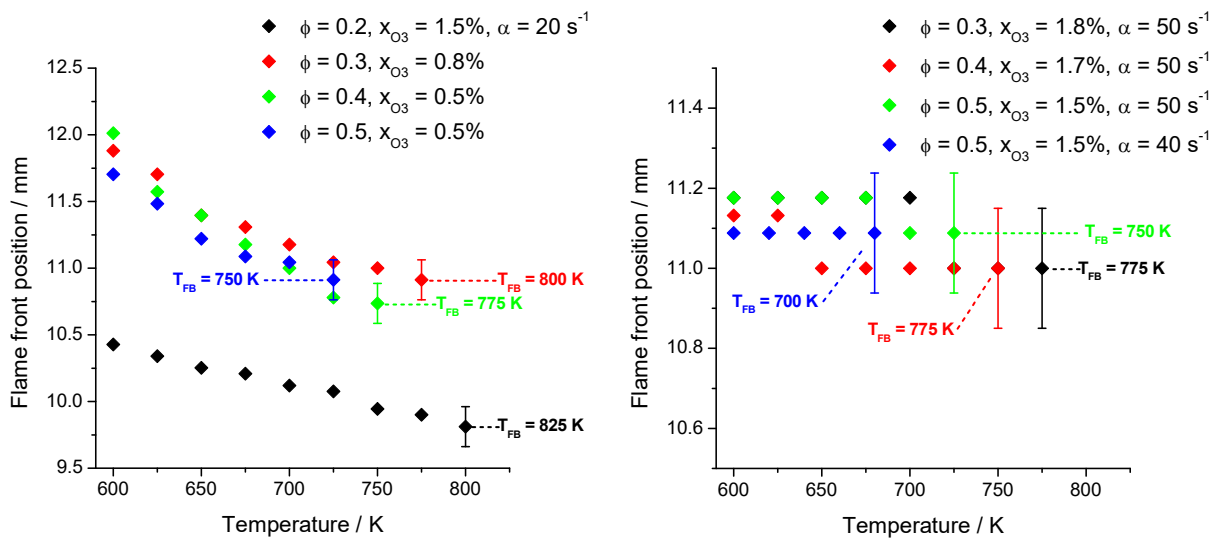 ϕ = 0.2, x_O3 = 1.5%, α = 20 s⁻¹
ϕ = 0.3, x_O3 = 0.8%
ϕ = 0.4, x_O3 = 0.5%
ϕ = 0.5, x_O3 = 0.5%
Flame front position / mm
12.5
12.0
11.5
11.0
10.5
10.0
9.5
T_FB = 750 K
T_FB = 800 K
T_FB = 775 K
T_FB = 825 K
600 650 700 750 800
Temperature / K
ϕ = 0.3, x_O3 = 1.8%, α = 50 s⁻¹
ϕ = 0.4, x_O3 = 1.7%, α = 50 s⁻¹
ϕ = 0.5, x_O3 = 1.5%, α = 50 s⁻¹
ϕ = 0.5, x_O3 = 1.5%, α = 40 s⁻¹
Flame front position / mm
11.4
11.2
11.0
10.8
10.6
T_FB = 750 K
T_FB = 775 K
T_FB = 700 K
T_FB = 775 K
600 650 700 750 800
Temperature / K